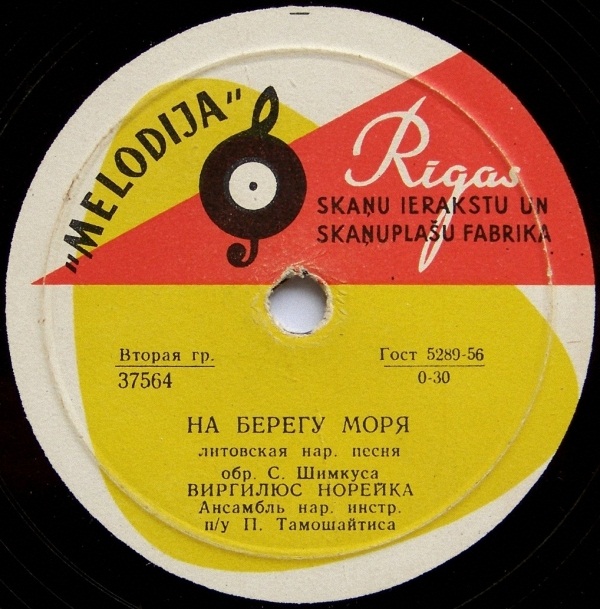 "MELODIJA"
Rīgas
SKAŅU IERAKSTU UN
SKAŅUPLAŠU FABRIKA
Вторая гр.
37564
Гост 5289-56
0-30
НА БЕРЕГУ МОРЯ
литовская нар. песня
обр. С. Шимкуса
ВИРГИЛЮС НОРЕЙКА
Ансамбль нар. инстр.
п/у П. Тамошайтиса